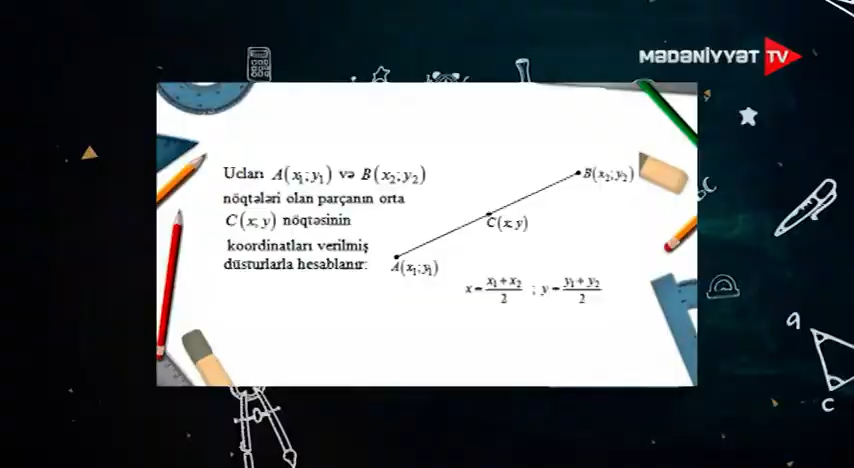 MƏDƏNİYYƏT TV
Ucları A(x₁; y₁) və B(x₂; y₂)
nöqtələri olan parçanın orta
C(x; y) nöqtəsinin
koordinatları verilmiş
düsturlarla hesablanır:
B(x₂; y₂)
C(x; y)
A(x₁; y₁)
x = (x₁ + x₂)/2 ; y = (y₁ + y₂)/2
C
a
c